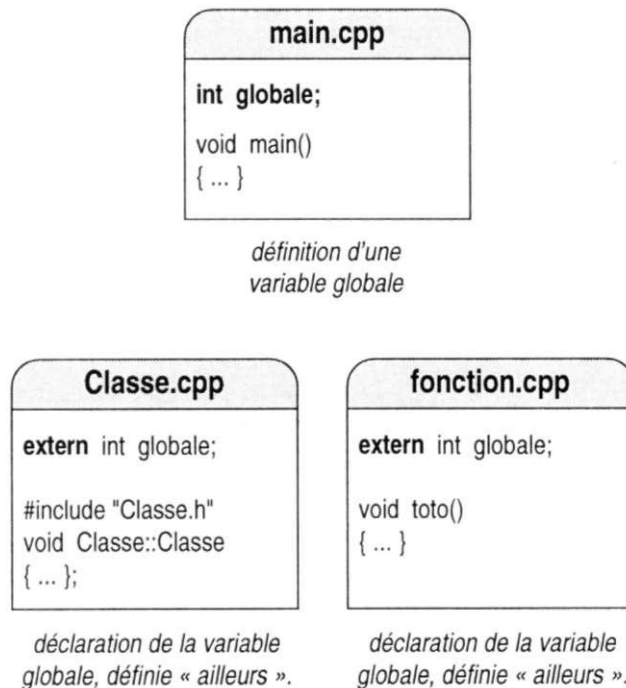 main.cpp
int globale;
void main()
{ ... }
définition d'une
variable globale
Classe.cpp
extern int globale;
#include "Classe.h"
void Classe::Classe
{ ... };
déclaration de la variable
globale, définie « ailleurs ».
fonction.cpp
extern int globale;
void toto()
{ ... }
déclaration de la variable
globale, définie « ailleurs ».